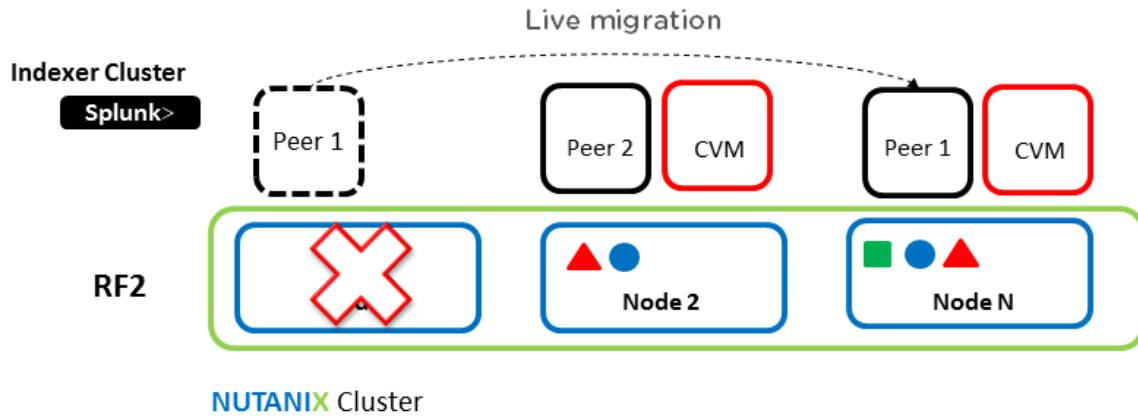 Live migration
Indexer Cluster
Splunk>
Peer 1
Peer 2
CVM
Peer 1
CVM
RF2
Node 2
Node N
NUTANIX Cluster